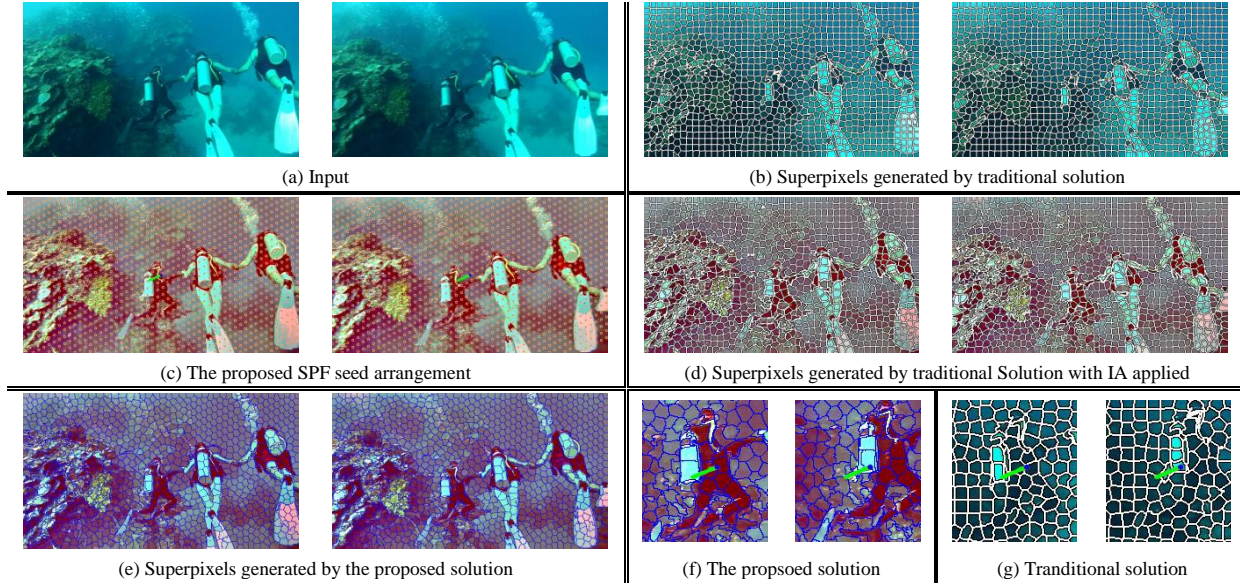 (a) Input
(b) Superpixels generated by traditional solution
(c) The proposed SPF seed arrangement
(d) Superpixels generated by traditional Solution with IA applied
(e) Superpixels generated by the proposed solution
(f) The propsoed solution
(g) Tranditional solution